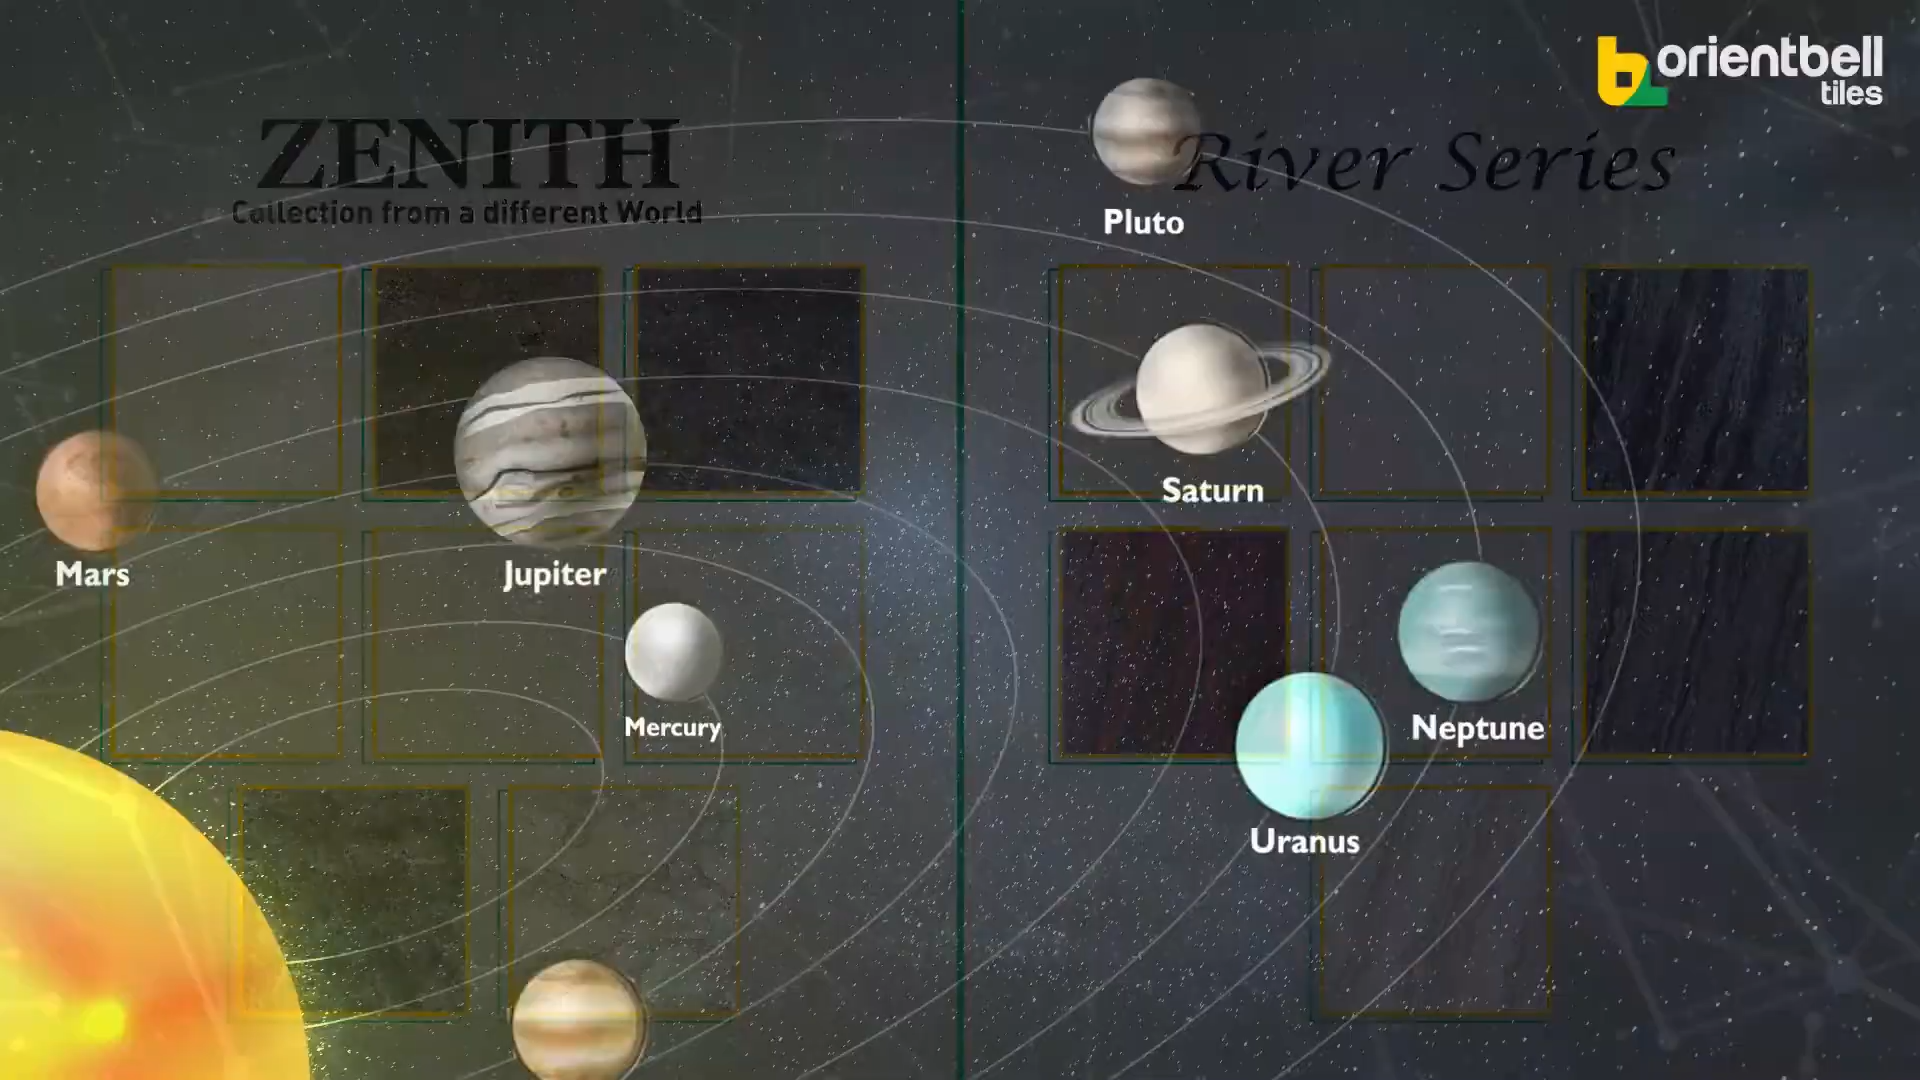 orientbell
tiles
ZENITH
Collection from a different World
River Series
Pluto
Saturn
Mars
Jupiter
Mercury
Neptune
Uranus